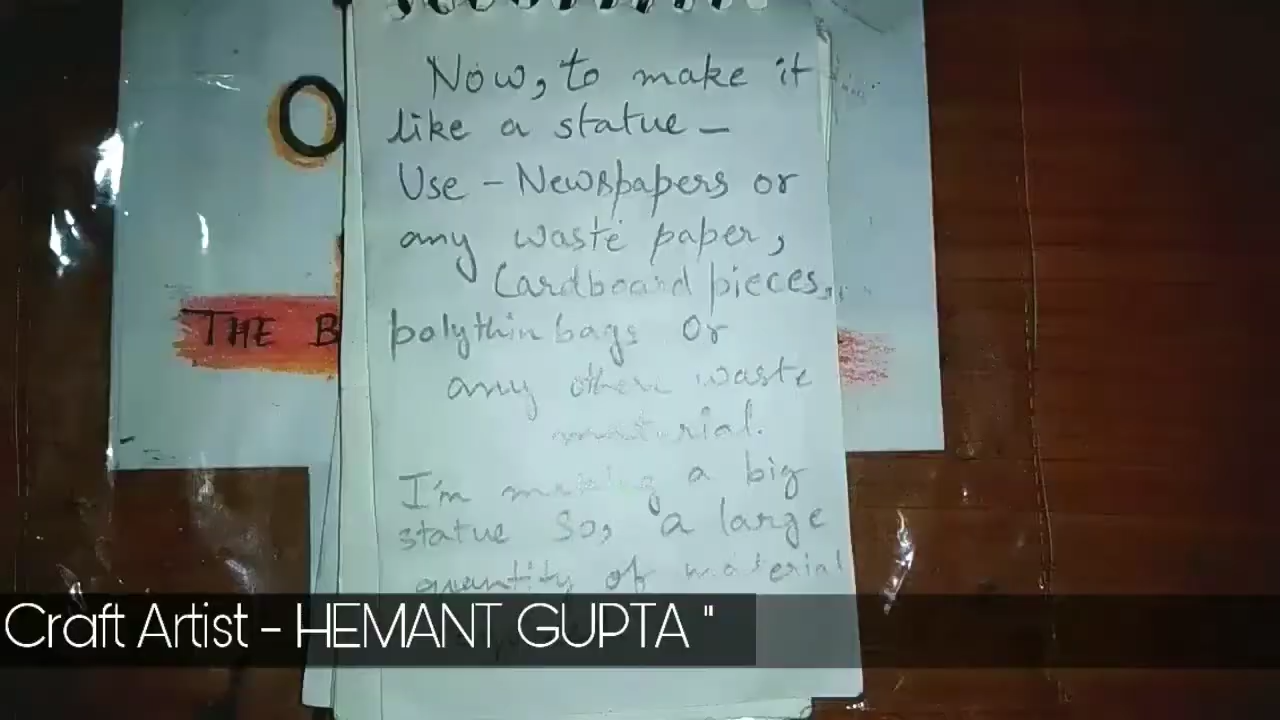 O
THE B
Now, to make it
like a statue -
Use - Newspapers or
any waste paper,
Cardboard pieces,
polythin bags or
any other waste
material.
I'm making a big
statue So, a large
quantity of material
Craft Artist - HEMANT GUPTA "